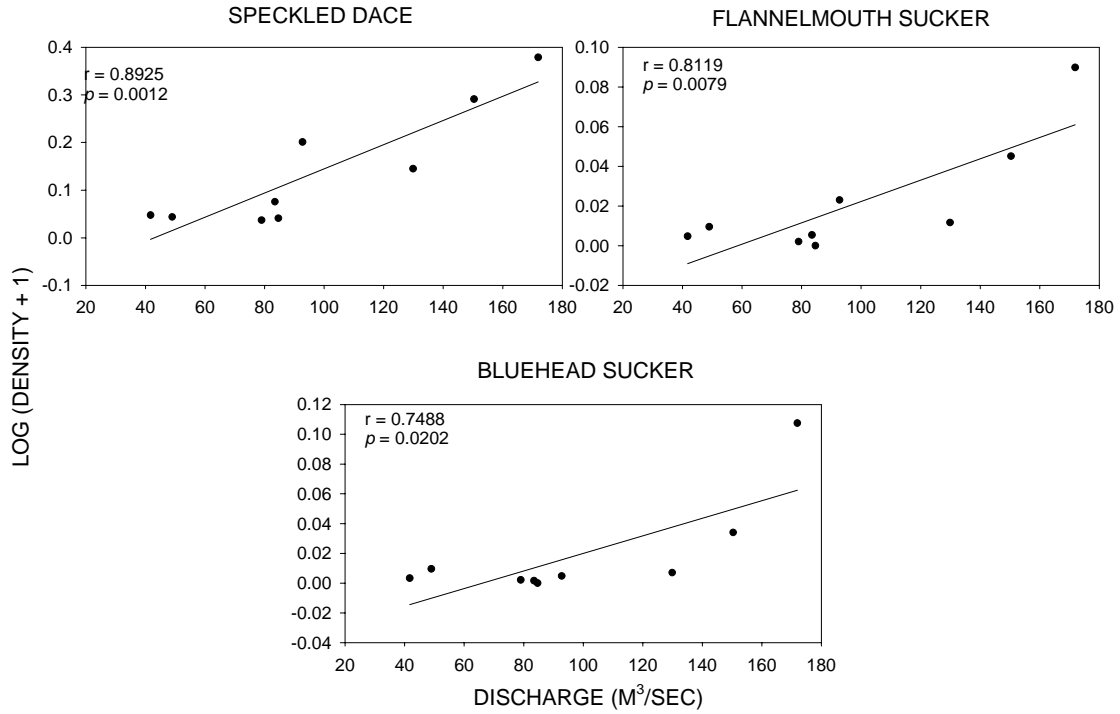 SPECKLED DACE
r = 0.8925
p = 0.0012
0.4
0.3
0.2
0.1
0.0
-0.1
20 40 60 80 100 120 140 160 180
FLANNELMOUTH SUCKER
r = 0.8119
p = 0.0079
0.10
0.08
0.06
0.04
0.02
0.00
-0.02
20 40 60 80 100 120 140 160 180
LOG (DENSITY + 1)
BLUEHEAD SUCKER
r = 0.7488
p = 0.0202
0.12
0.10
0.08
0.06
0.04
0.02
0.00
-0.02
-0.04
20 40 60 80 100 120 140 160 180
DISCHARGE (M³/SEC)